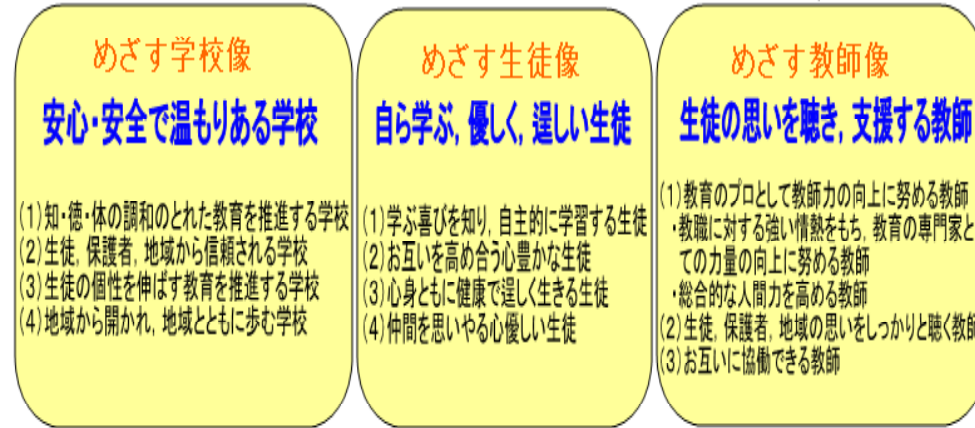 めざす学校像
安心・安全で温もりある学校
(1)知・徳・体の調和のとれた教育を推進する学校
(2)生徒, 保護者, 地域から信頼される学校
(3)生徒の個性を伸ばす教育を推進する学校
(4)地域から開かれ, 地域とともに歩む学校
めざす生徒像
自ら学ぶ, 優しく, 逞しい生徒
(1)学ぶ喜びを知り, 自主的に学習する生徒
(2)お互いを高め合う心豊かな生徒
(3)心身ともに健康で逞しく生きる生徒
(4)仲間を思いやる心優しい生徒
めざす教師像
生徒の思いを聴き, 支援する教師
(1)教育のプロとして教師力の向上に努める教師
・教職に対する強い情熱をもち, 教育の専門家と
ての力量の向上に努める教師
・総合的な人間力を高める教師
(2)生徒, 保護者, 地域の思いをしっかりと聴く教師
(3)お互いに協働できる教師